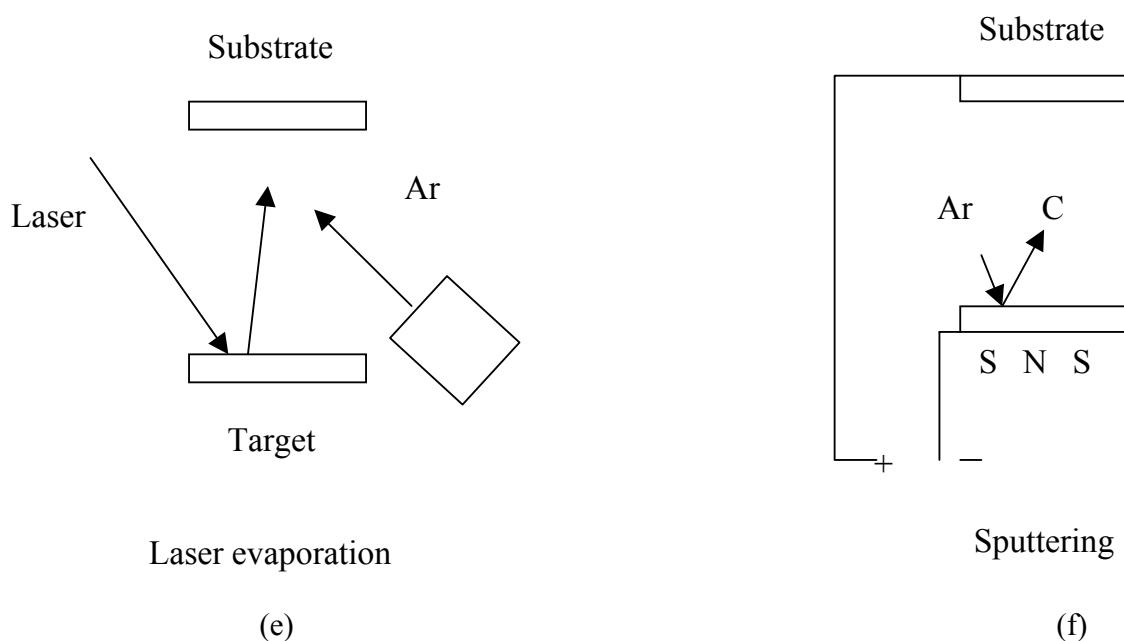 Substrate
Laser
Ar
Target
Laser evaporation
(e)
Substrate
Ar C
S N S
+ −
Sputtering
(f)